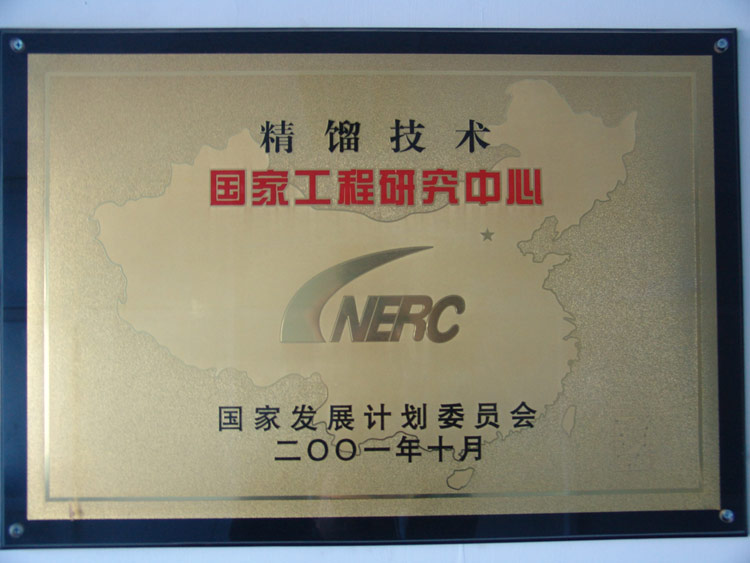 精馏技术
国家工程研究中心
NERC
国家发展计划委员会
二〇〇一年十月